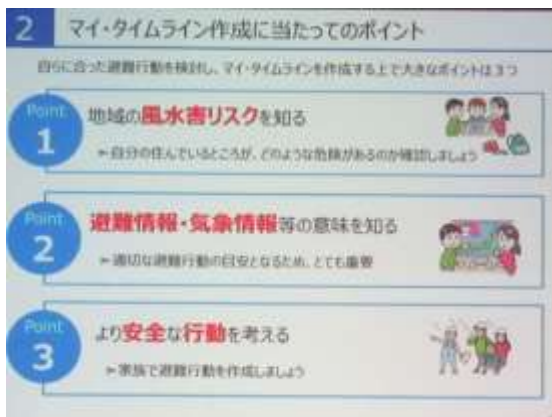 2 マイ・タイムライン作成に当たってのポイント
自らに合った避難行動を検討し、マイ・タイムラインを作成する上で大きなポイントは3つ
Point 1
地域の風水害リスクを知る
➢自分の住んでいるところが、どのような危険があるのか確認しましょう
Point 2
避難情報・気象情報等の意味を知る
➢適切な避難行動の目安となるため、とても重要
Point 3
より安全な行動を考える
➢家族で避難行動を作成しましょう